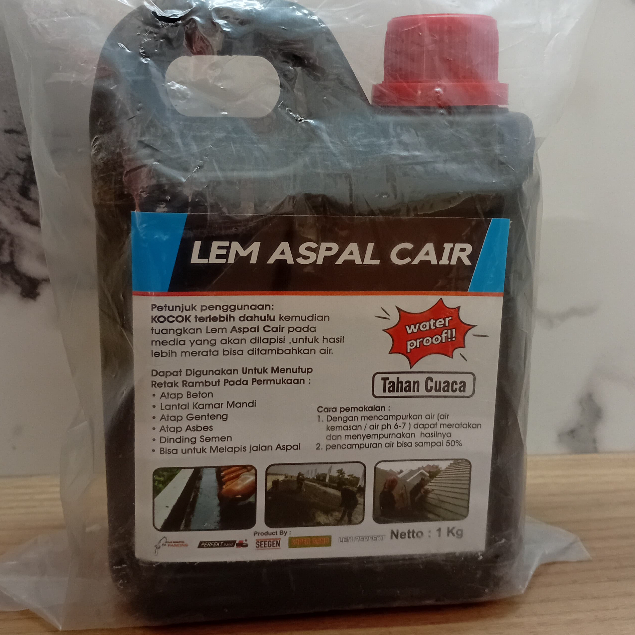 LEM ASPAL CAIR
Petunjuk penggunaan:
KOCOK terlebih dahulu kemudian
tuangkan Lem Aspal Cair pada
media yang akan dilapisi ,untuk hasil
lebih merata bisa ditambahkan air.
water
proof!!
Tahan Cuaca
Dapat Digunakan Untuk Menutup
Retak Rambut Pada Permukaan :
• Atap Beton
• Lantai Kamar Mandi
• Atap Genteng
• Atap Asbes
• Dinding Semen
• Bisa untuk Melapis jalan Aspal
Cara pemakaian :
1. Dengan mencampurkan air (air
kemasan / air ph 6-7 ) dapat meratakan
dan menyempurnakan hasilnya
2. pencampuran air bisa sampai 50%
Product By :
SEEGEN
Netto : 1 Kg